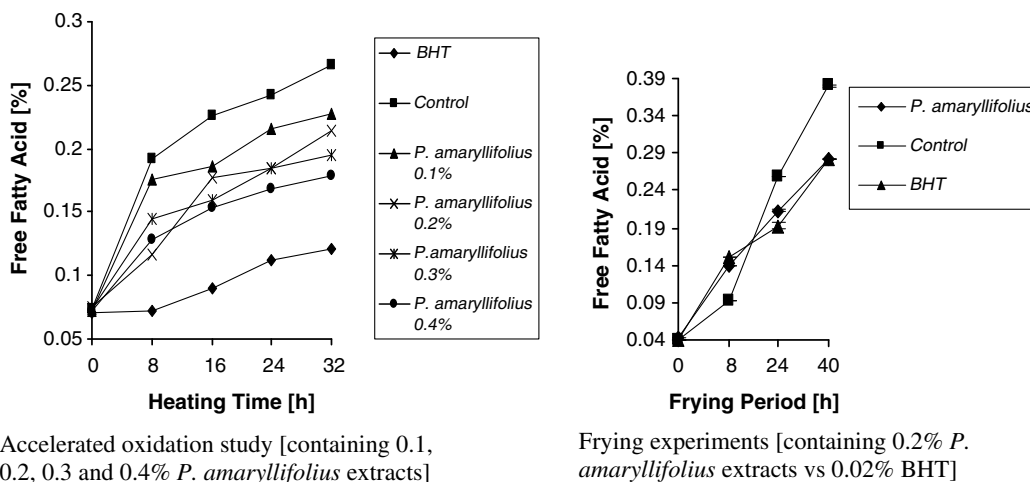 0.3
0.25
0.2
0.15
0.1
0.05
Free Fatty Acid [%]
0 8 16 24 32
Heating Time [h]
BHT
Control
P. amaryllifolius
0.1%
P. amaryllifolius
0.2%
P.amaryllifolius
0.3%
P. amaryllifolius
0.4%
Accelerated oxidation study [containing 0.1,
0.2, 0.3 and 0.4% P. amaryllifolius extracts]
0.39
0.34
0.29
0.24
0.19
0.14
0.09
0.04
Free Fatty Acid [%]
0 8 24 40
Frying Period [h]
P. amaryllifolius
Control
BHT
Frying experiments [containing 0.2% P.
amaryllifolius extracts vs 0.02% BHT]